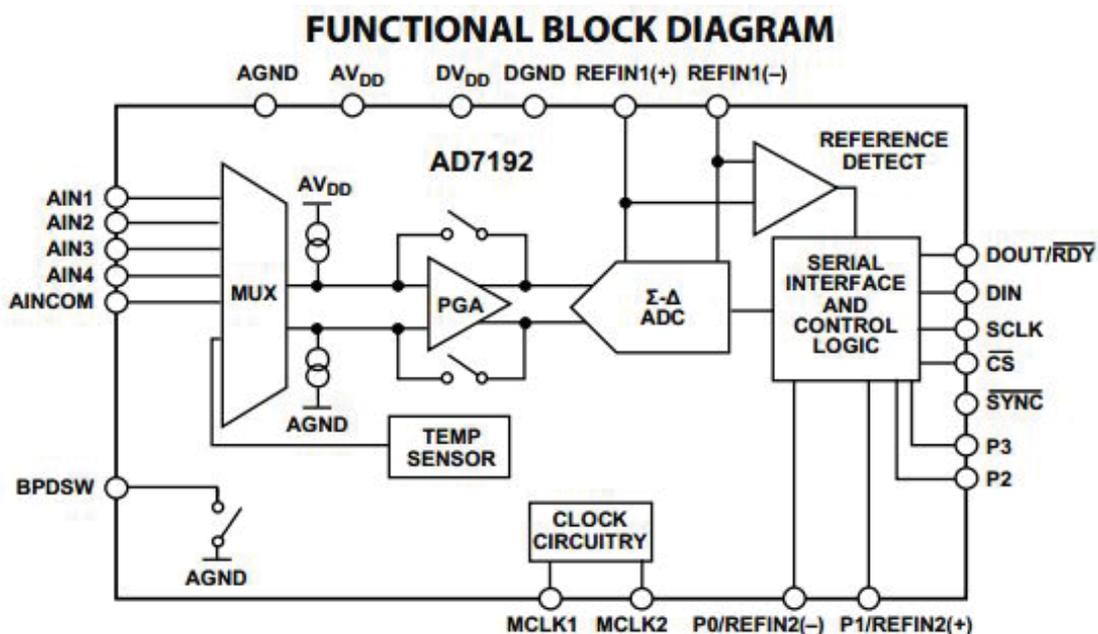 FUNCTIONAL BLOCK DIAGRAM
AGND AVDD DVDD DGND REFIN1(+) REFIN1(–)
AD7192
REFERENCE
DETECT
AVDD
AIN1
AIN2
AIN3
AIN4
AINCOM
MUX
PGA
Σ-Δ
ADC
SERIAL
INTERFACE
AND
CONTROL
LOGIC
DOUT/RDY
DIN
SCLK
CS
SYNC
P3
P2
AGND
TEMP
SENSOR
BPDSW
AGND
CLOCK
CIRCUITRY
MCLK1 MCLK2 P0/REFIN2(–) P1/REFIN2(+)